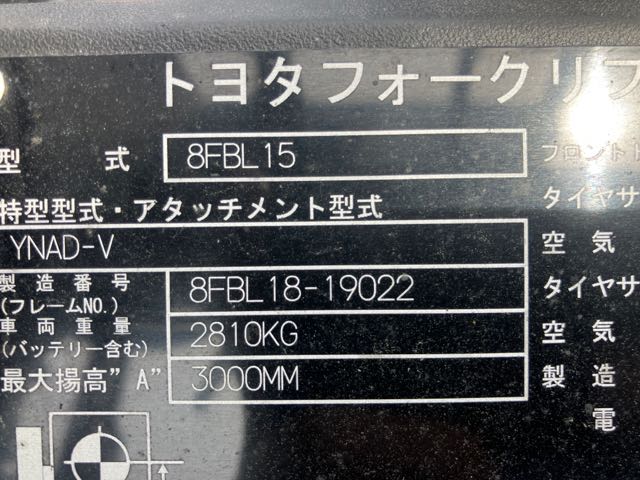 トヨタフォークリフ
型 式 8FBL15 フロント
特型型式・アタッチメント型式 タイヤサ
YNAD-V 空気
製造番号
(フレームNO.) 8FBL18-19022 タイヤサ
車両重量
(バッテリー含む) 2810KG 空気
最大揚高"A" 3000MM 製造
電